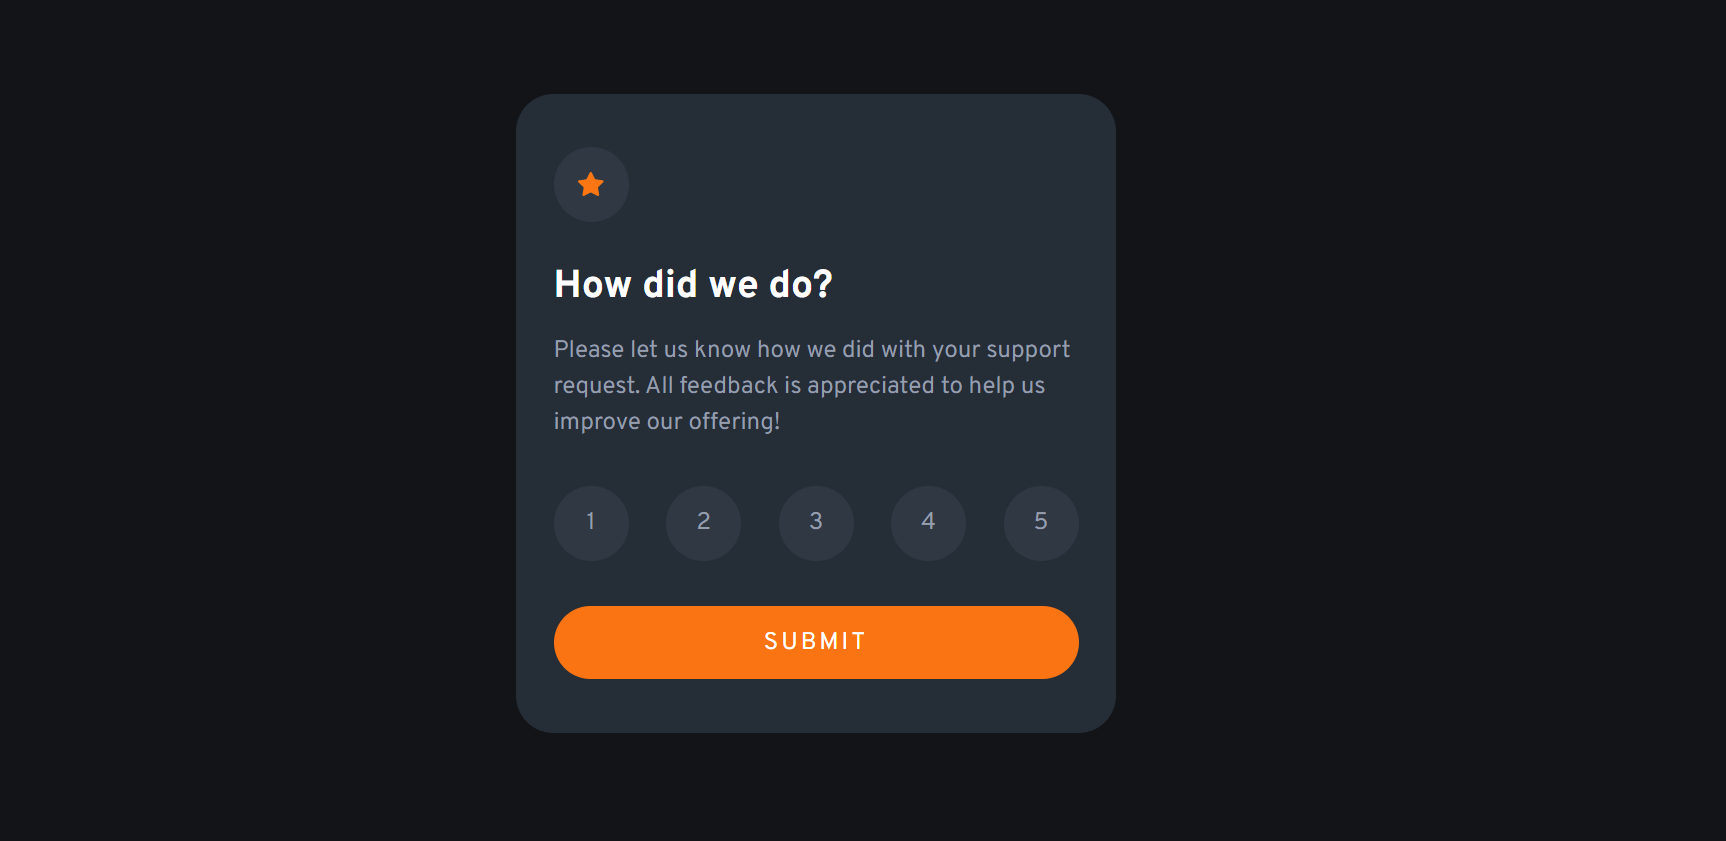 How did we do?
Please let us know how we did with your support
request. All feedback is appreciated to help us
improve our offering!
1 2 3 4 5
SUBMIT